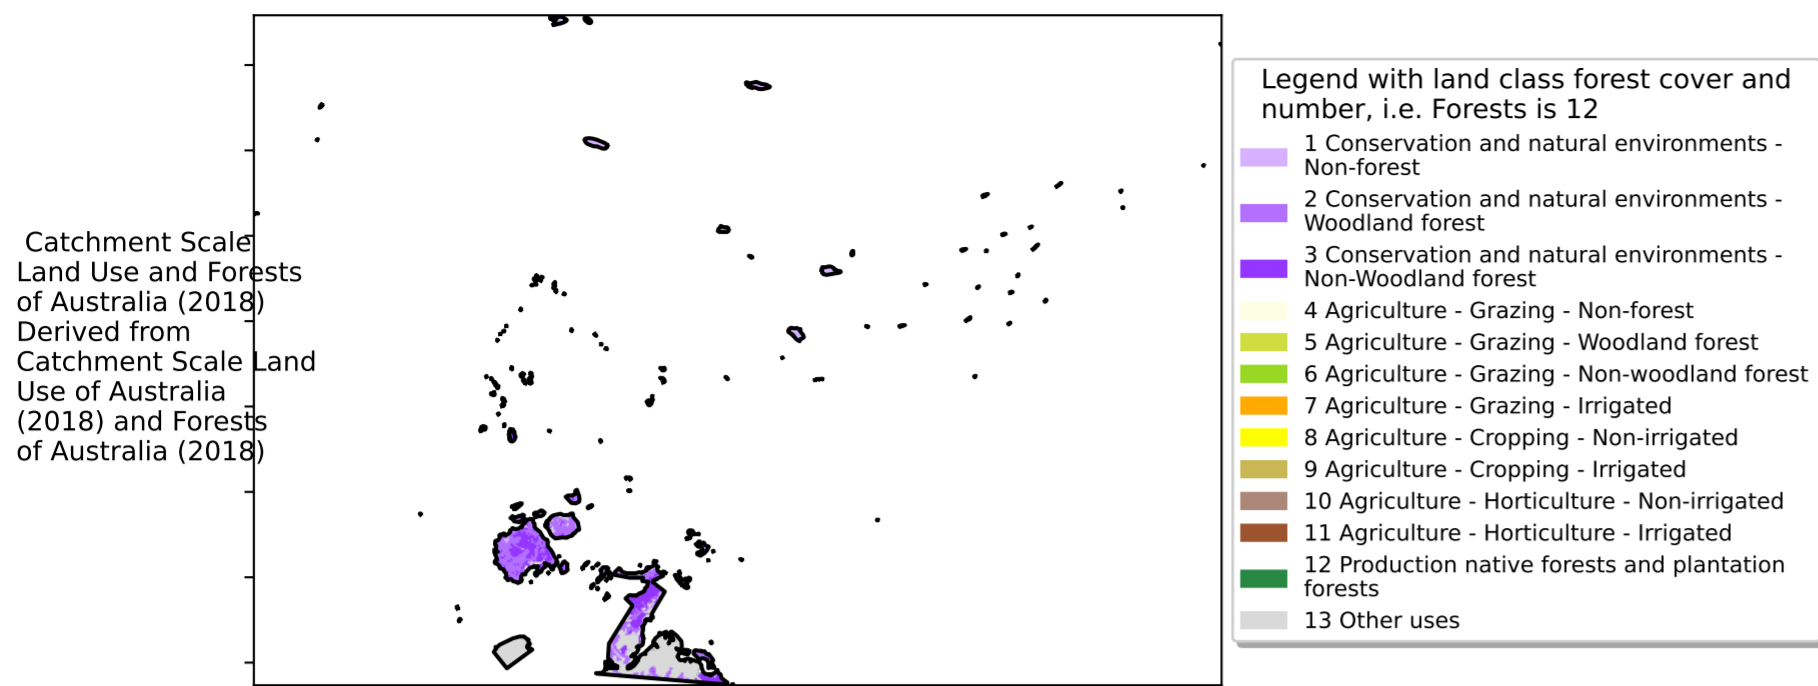 Catchment Scale
Land Use and Forests
of Australia (2018)
Derived from
Catchment Scale Land
Use of Australia
(2018) and Forests
of Australia (2018)
Legend with land class forest cover and
number, i.e. Forests is 12
1 Conservation and natural environments -
Non-forest
2 Conservation and natural environments -
Woodland forest
3 Conservation and natural environments -
Non-Woodland forest
4 Agriculture - Grazing - Non-forest
5 Agriculture - Grazing - Woodland forest
6 Agriculture - Grazing - Non-woodland forest
7 Agriculture - Grazing - Irrigated
8 Agriculture - Cropping - Non-irrigated
9 Agriculture - Cropping - Irrigated
10 Agriculture - Horticulture - Non-irrigated
11 Agriculture - Horticulture - Irrigated
12 Production native forests and plantation
forests
13 Other uses